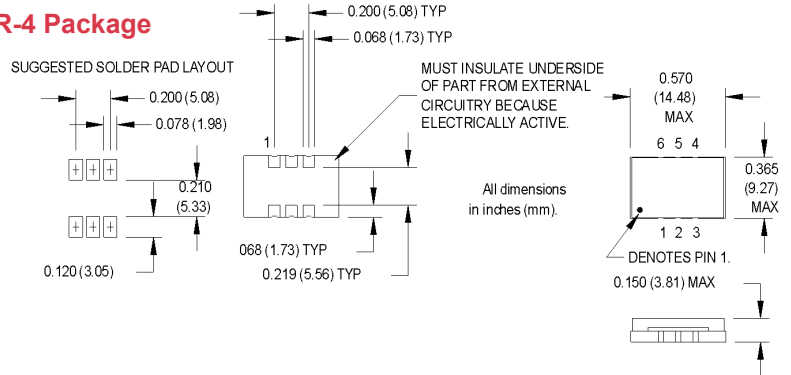 R-4 Package
SUGGESTED SOLDER PAD LAYOUT
0.200 (5.08)
0.078 (1.98)
0.210
(5.33)
0.120 (3.05)
0.200 (5.08) TYP
0.068 (1.73) TYP
1
MUST INSULATE UNDERSIDE
OF PART FROM EXTERNAL
CIRCUITRY BECAUSE
ELECTRICALLY ACTIVE.
068 (1.73) TYP
0.219 (5.56) TYP
All dimensions
in inches (mm).
0.570
(14.48)
MAX
6 5 4
0.365
(9.27)
MAX
1 2 3
DENOTES PIN 1.
0.150 (3.81) MAX